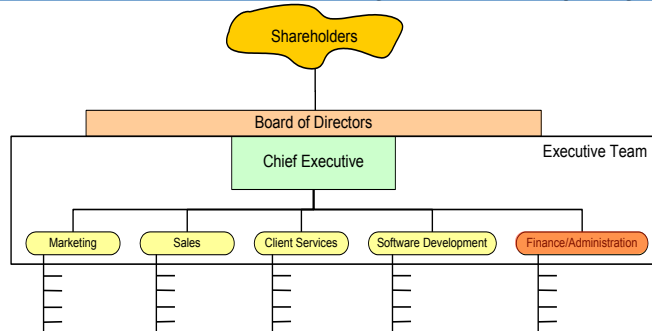 Shareholders
Board of Directors
Chief Executive
Executive Team
Marketing
Sales
Client Services
Software Development
Finance/Administration